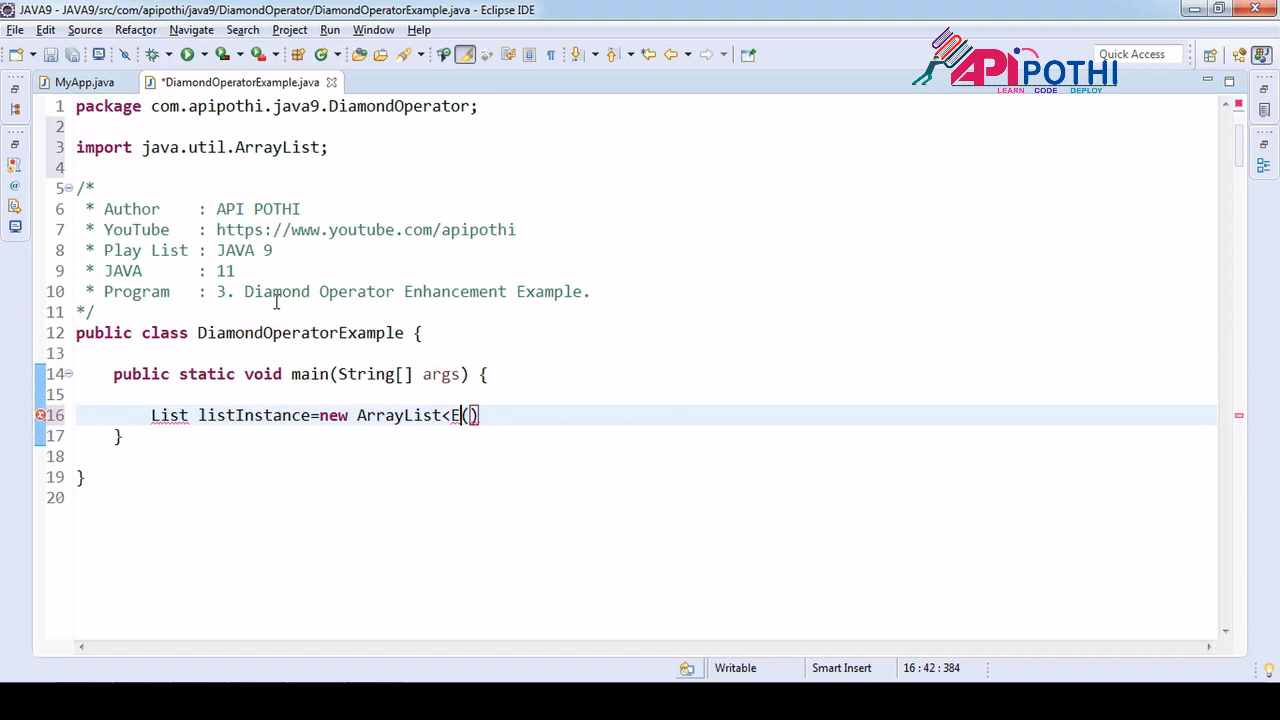 JAVA9 - JAVA9/src/com/apipothi/java9/DiamondOperator/DiamondOperatorExample.java - Eclipse IDE
File Edit Source Refactor Navigate Search Project Run Window Help
Quick Access
APIPOTHI
LEARN CODE DEPLOY
MyApp.java *DiamondOperatorExample.java
1 package com.apipothi.java9.DiamondOperator;
2
3 import java.util.ArrayList;
4
5 /*
6 * Author : API POTHI
7 * YouTube : https://www.youtube.com/apipothi
8 * Play List : JAVA 9
9 * JAVA : 11
10 * Program : 3. Diamond Operator Enhancement Example.
11 */
12 public class DiamondOperatorExample {
13
14 public static void main(String[] args) {
15
16 List listInstance=new ArrayList<E()
17 }
18
19 }
20
Writable Smart Insert 16 : 42 : 384